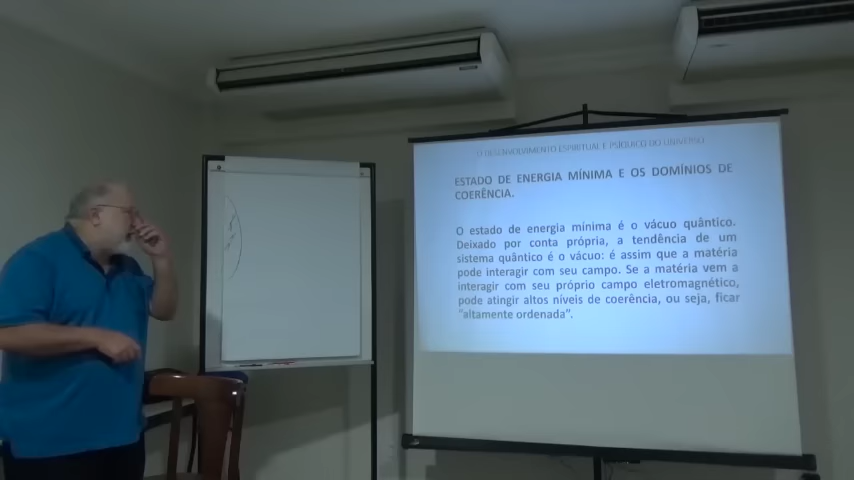 O DESENVOLVIMENTO ESPIRITUAL E PSÍQUICO DO UNIVERSO
ESTADO DE ENERGIA MÍNIMA E OS DOMÍNIOS DE
COERÊNCIA.
O estado de energia mínima é o vácuo quântico.
Deixado por conta própria, a tendência de um
sistema quântico é o vácuo: é assim que a matéria
pode interagir com seu campo. Se a matéria vem a
interagir com seu próprio campo eletromagnético,
pode atingir altos níveis de coerência, ou seja, ficar
"altamente ordenada".